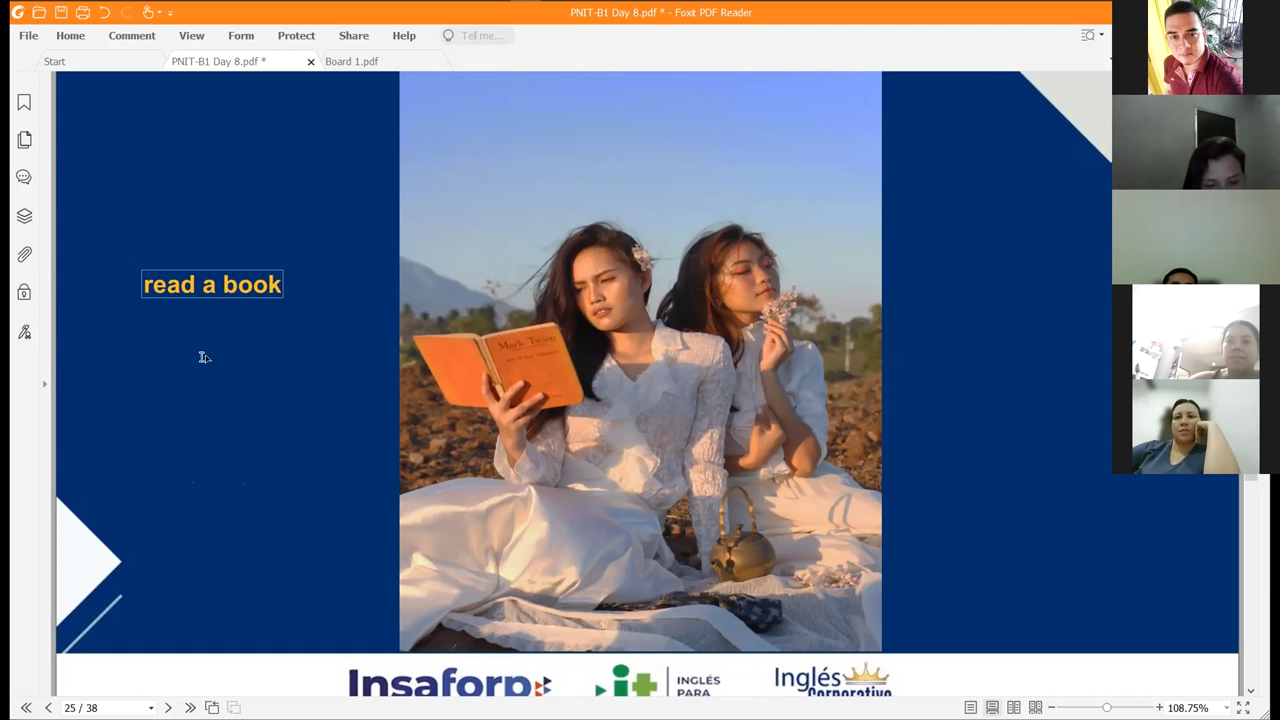 PNIT-B1 Day 8.pdf * - Foxit PDF Reader
File Home Comment View Form Protect Share Help Tell me...
Start PNIT-B1 Day 8.pdf * Board 1.pdf
read a book
Mark Twain
Insaforp
it INGLÉS PARA
Inglés Corporativo
25 / 38
108.75%